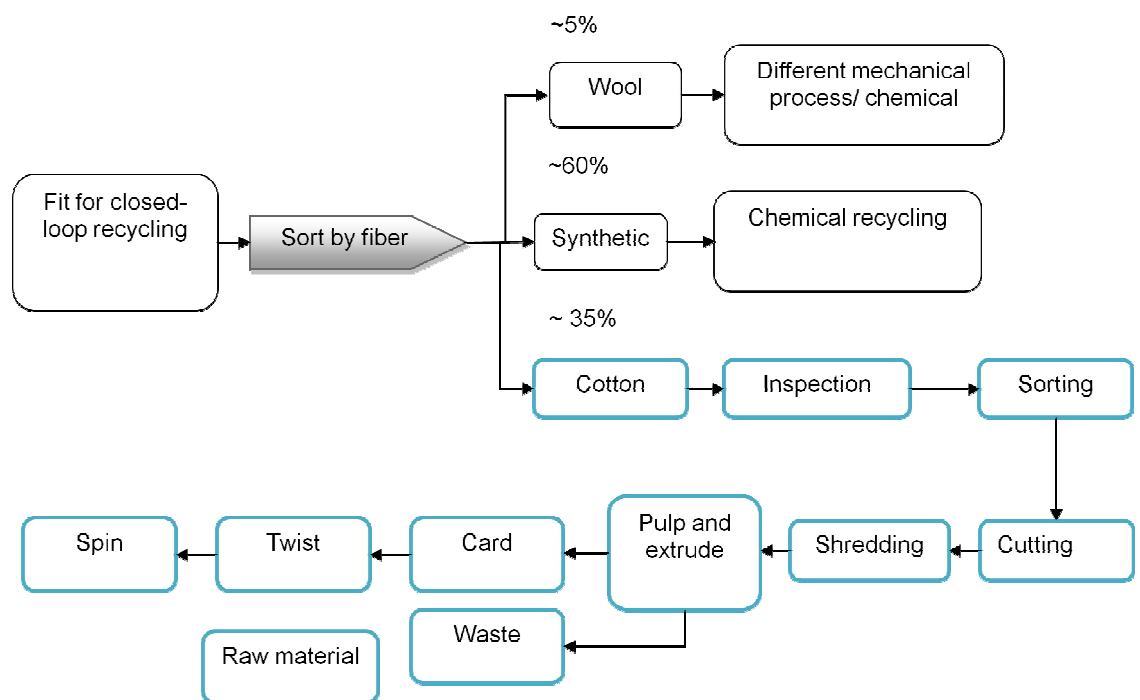 ~5%
Wool
Different mechanical
process/ chemical
~60%
Fit for closed-
loop recycling
Sort by fiber
Synthetic
Chemical recycling
~ 35%
Cotton
Inspection
Sorting
Cutting
Shredding
Pulp and
extrude
Card
Twist
Spin
Waste
Raw material